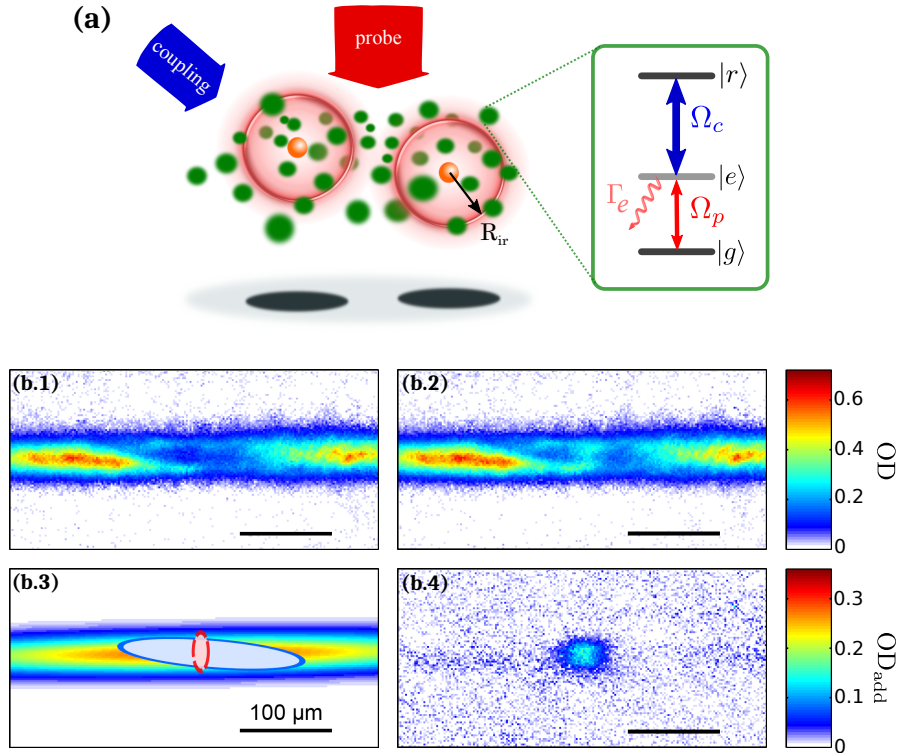 (a)
coupling
probe
R_ir
|r⟩
Ω_c
|e⟩
Γ_e
Ω_p
|g⟩
(b.1)
(b.2)
0.6
0.4
0.2
0
OD
(b.3)
100 μm
(b.4)
0.3
0.2
0.1
0
OD_add